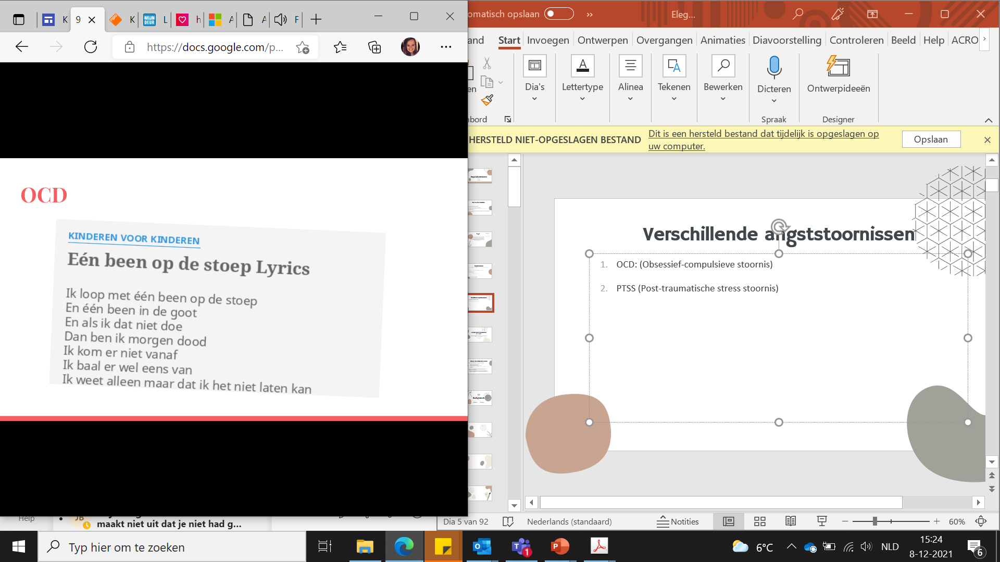 K
9
K
L
h
A
A
F
https://docs.google.com/p...
OCD
KINDEREN VOOR KINDEREN
Eén been op de stoep Lyrics
Ik loop met één been op de stoep
En één been in de goot
En als ik dat niet doe
Dan ben ik morgen dood
Ik kom er niet vanaf
Ik baal er wel eens van
Ik weet alleen maar dat ik het niet laten kan
omatisch opslaan
Eleg...
and Start Invoegen Ontwerpen Overgangen Animaties Diavoorstelling Controleren Beeld Help ACRO
en
Dia's
Lettertype
Alinea
Tekenen
Bewerken
Dicteren
Ontwerpideeën
nbord
Spraak
Designer
HERSTELD NIET-OPGESLAGEN BESTAND
Dit is een hersteld bestand dat tijdelijk is opgeslagen op
uw computer.
Opslaan
Verschillende angststoornissen
1. OCD: (Obsessief-compulsieve stoornis)
2. PTSS (Post-traumatische stress stoornis)
Help
JB
maakt niet uit dat je niet had g...
Dia 5 van 92
Nederlands (standaard)
Notities
60%
Typ hier om te zoeken
1
6°C
NLD
15:24
8-12-2021
6